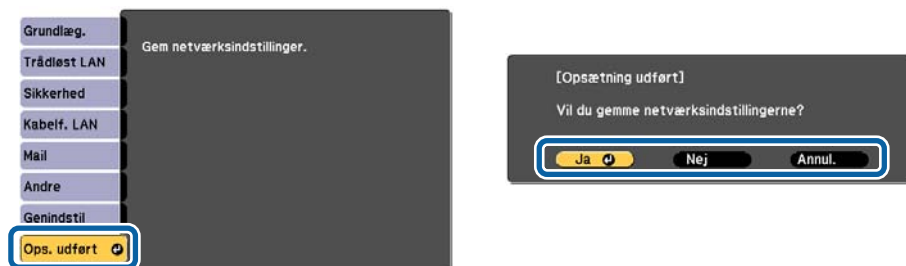 Grundlæg.
Trådløst LAN
Sikkerhed
Kabelf. LAN
Mail
Andre
Genindstil
Ops. udført
Gem netværksindstillinger.
[Opsætning udført]
Vil du gemme netværksindstillingerne?
Ja Nej Annul.